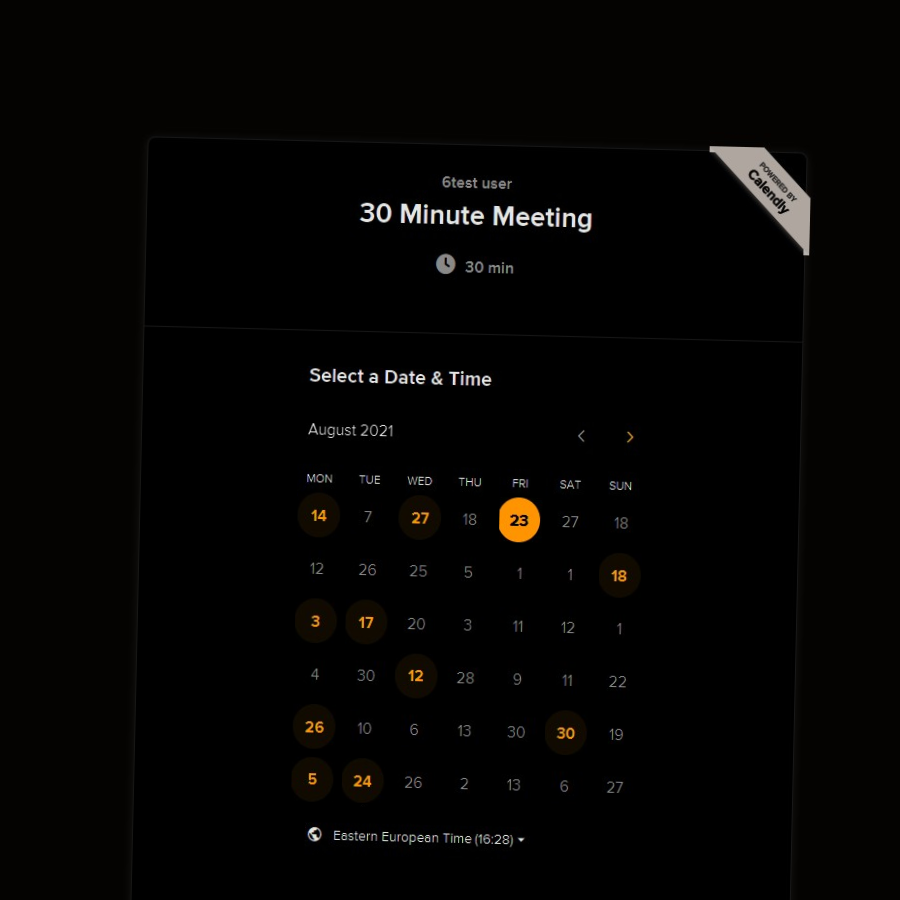 POWERED BY
Calendly
6test user
30 Minute Meeting
30 min
Select a Date & Time
August 2021
MON TUE WED THU FRI SAT SUN
14 7 27 18 23 27 18
12 26 25 5 1 1 18
3 17 20 3 11 12 1
4 30 12 28 9 11 22
26 10 6 13 30 30 19
5 24 26 2 13 6 27
Eastern European Time (16:28)